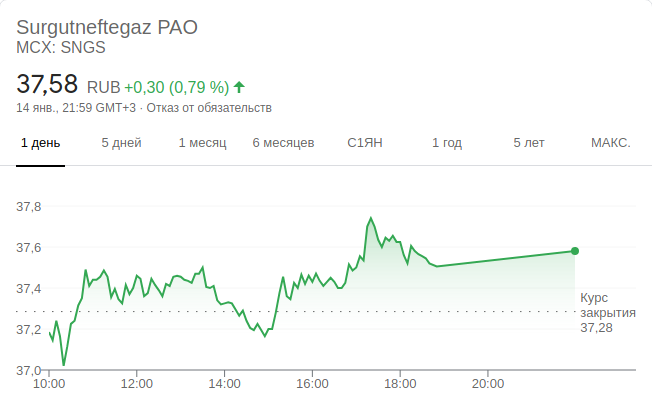 Surgutneftegaz PAO
MCX: SNGS
37,58 RUB +0,30 (0,79 %)
14 янв., 21:59 GMT+3 · Отказ от обязательств
1 день 5 дней 1 месяц 6 месяцев С1ЯН 1 год 5 лет МАКС.
37,8
37,6
37,4
37,2
37,0
Курс
закрытия
37,28
10:00 12:00 14:00 16:00 18:00 20:00